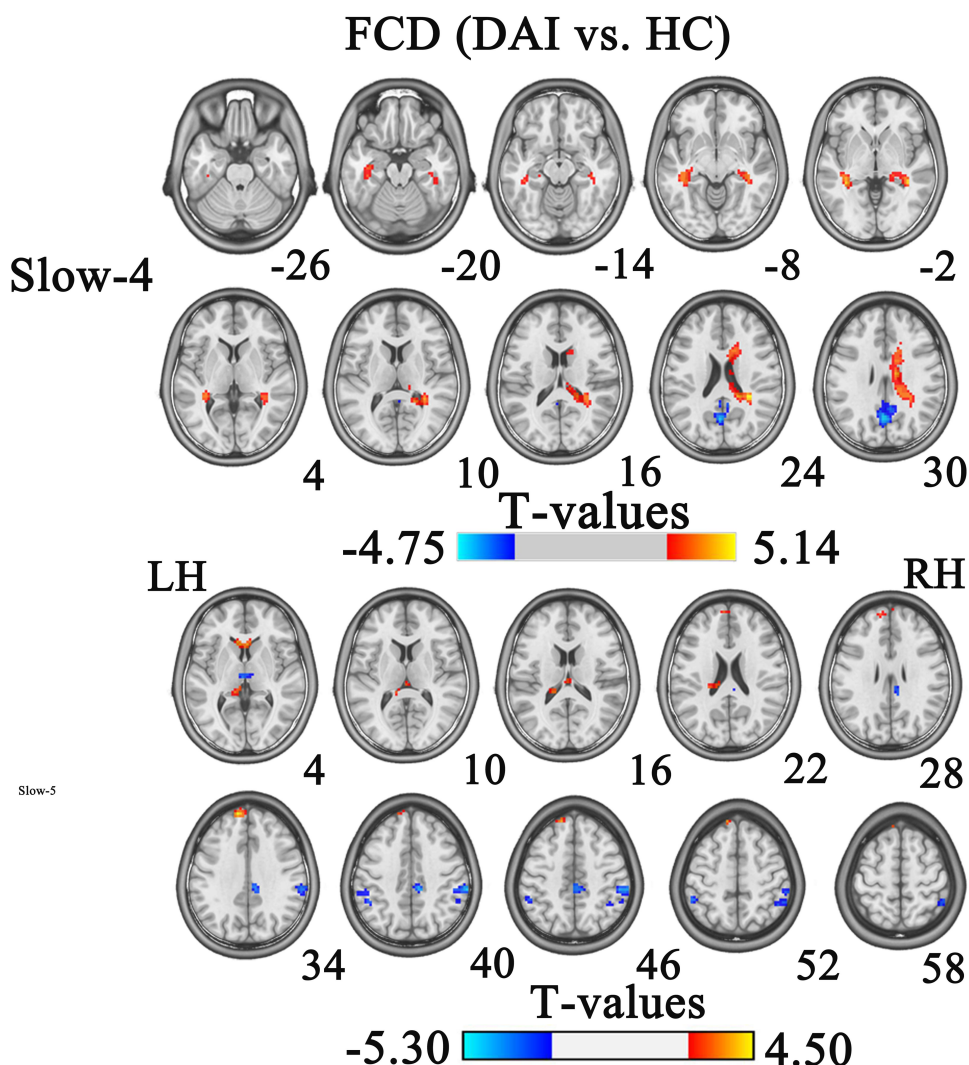 FCD (DAI vs. HC)
-26 -20 -14 -8 -2
Slow-4
4 10 16 24 30
T-values
-4.75 5.14
LH RH
4 10 16 22 28
Slow-5
34 40 46 52 58
T-values
-5.30 4.50